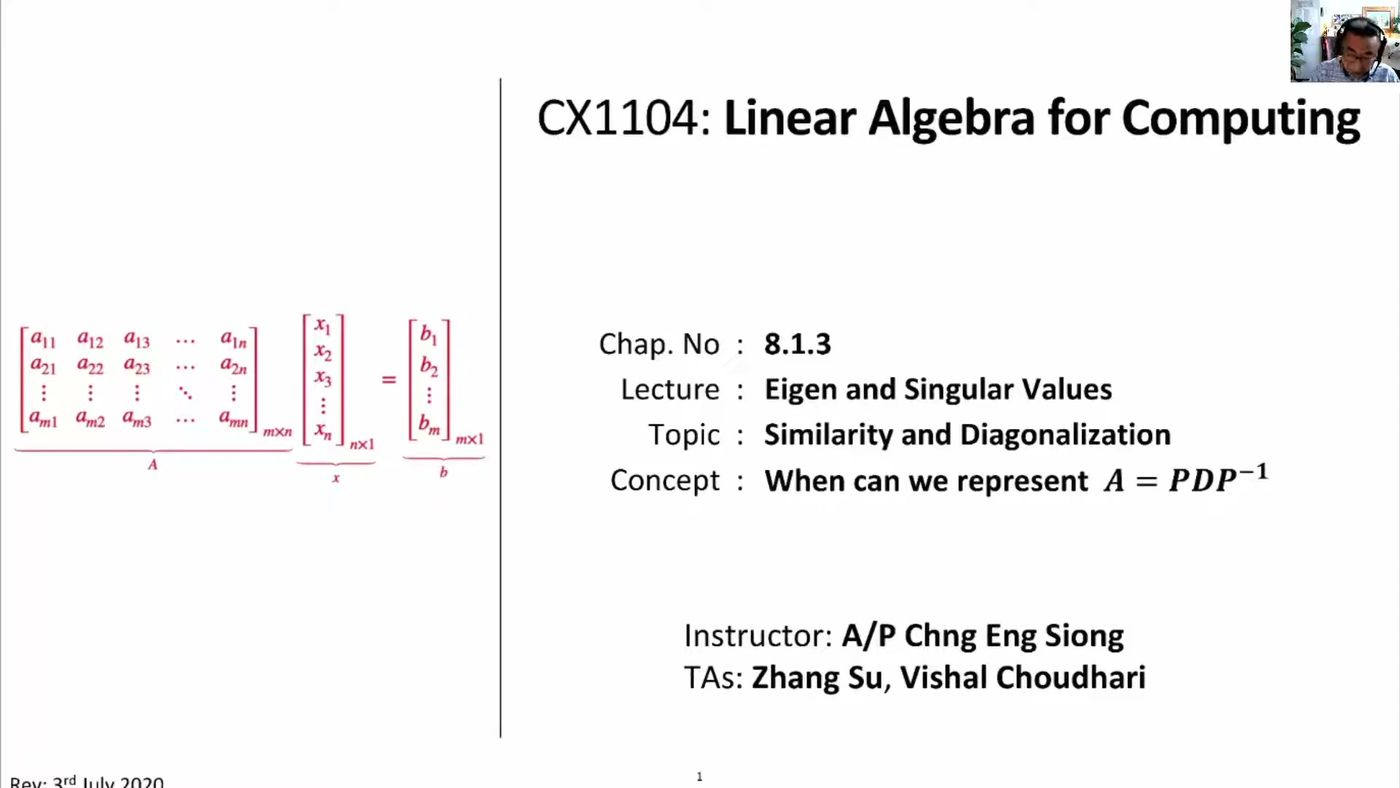 CX1104: Linear Algebra for Computing
a11 a12 a13 ... a1n
a21 a22 a23 ... a2n
⋮ ⋮ ⋮ ⋱ ⋮
am1 am2 am3 ... amn
m×n
A
x1
x2
x3
⋮
xn
n×1
x
=
b1
b2
⋮
bm
m×1
b
Chap. No : 8.1.3
Lecture : Eigen and Singular Values
Topic : Similarity and Diagonalization
Concept : When can we represent A = PDP⁻¹
Instructor: A/P Chng Eng Siong
TAs: Zhang Su, Vishal Choudhari
Rev: 3rd July 2020
1